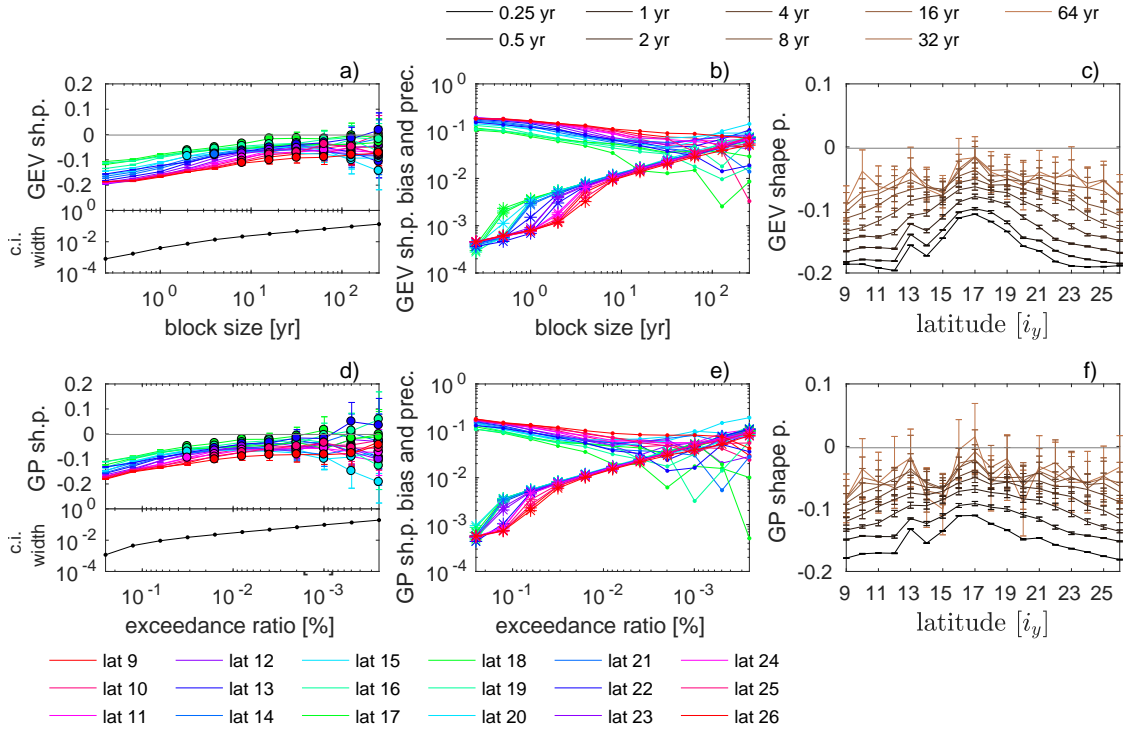 0.25 yr 1 yr 4 yr 16 yr 64 yr
0.5 yr 2 yr 8 yr 32 yr
a) b) c)
0.2 0.1 0 -0.1 -0.2
GEV sh.p.
10^0 10^-2 10^-4
c.i. width
10^0 10^1 10^2
block size [yr]
10^0 10^-1 10^-2 10^-3 10^-4
GEV sh.p. bias and prec.
10^0 10^1 10^2
block size [yr]
0.1 0 -0.1 -0.2
GEV shape p.
9 11 13 15 17 19 21 23 25
latitude [i_y]
d) e) f)
0.2 0.1 0 -0.1 -0.2
GP sh.p.
10^0 10^-2 10^-4
c.i. width
10^-1 10^-2 10^-3
exceedance ratio [%]
10^0 10^-1 10^-2 10^-3 10^-4
GP sh.p. bias and prec.
10^-1 10^-2 10^-3
exceedance ratio [%]
0.1 0 -0.1 -0.2
GP shape p.
9 11 13 15 17 19 21 23 25
latitude [i_y]
lat 9 lat 12 lat 15 lat 18 lat 21 lat 24
lat 10 lat 13 lat 16 lat 19 lat 22 lat 25
lat 11 lat 14 lat 17 lat 20 lat 23 lat 26